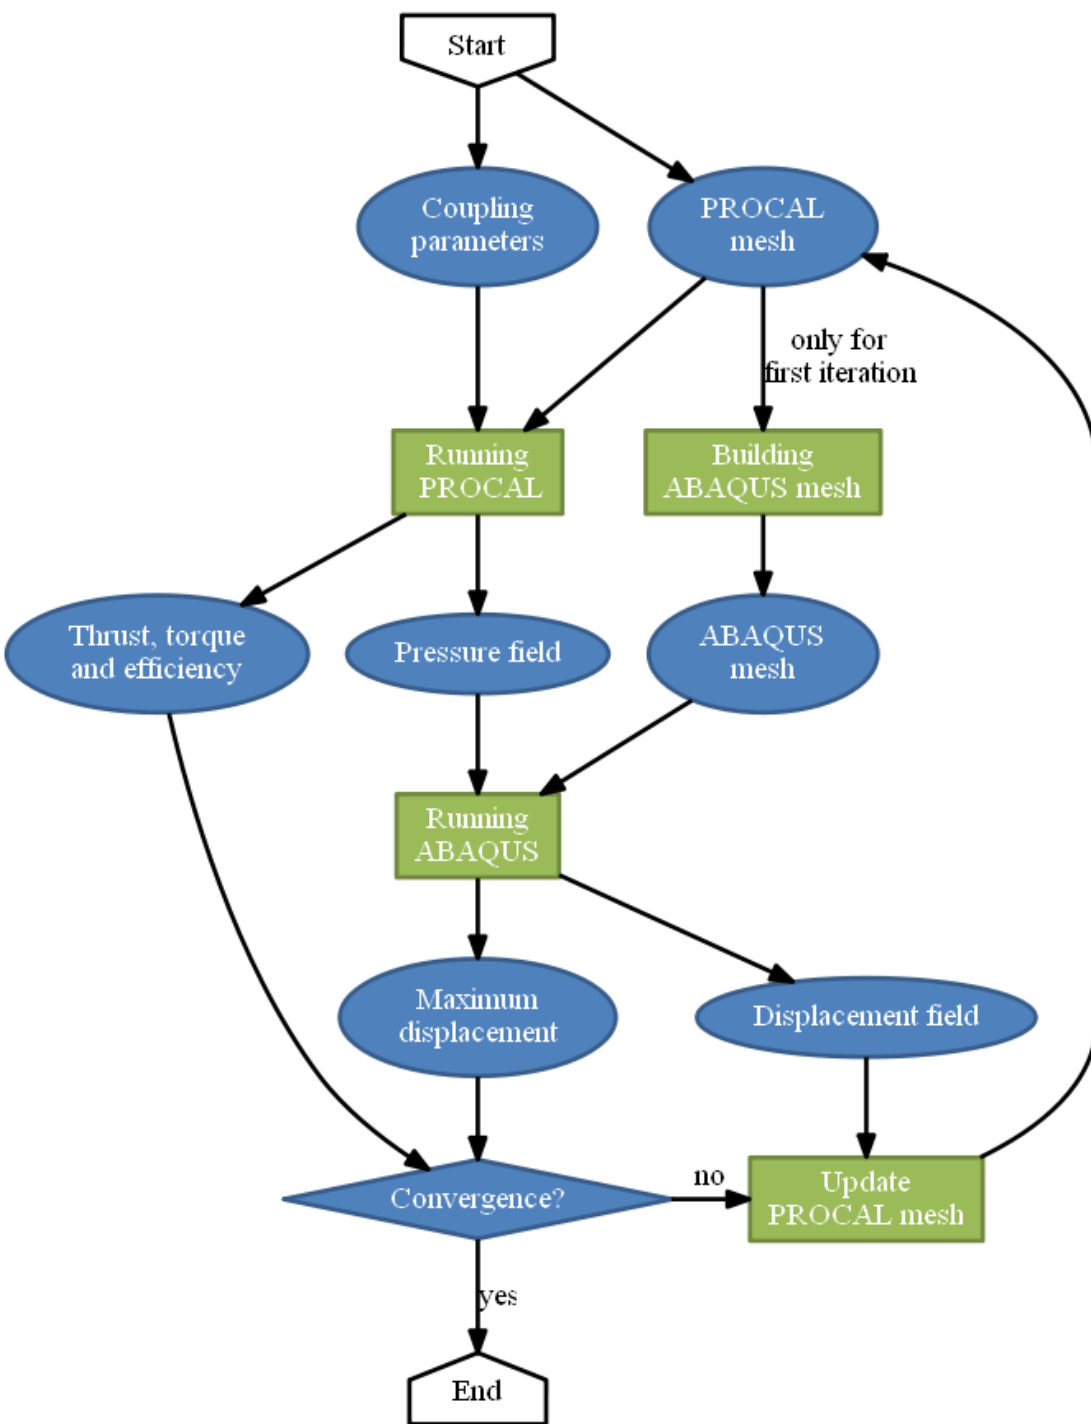 Start
Coupling
parameters
PROCAL
mesh
only for
first iteration
Running
PROCAL
Building
ABAQUS mesh
Thrust, torque
and efficiency
Pressure field
ABAQUS
mesh
Running
ABAQUS
Maximum
displacement
Displacement field
Convergence?
no
Update
PROCAL mesh
yes
End